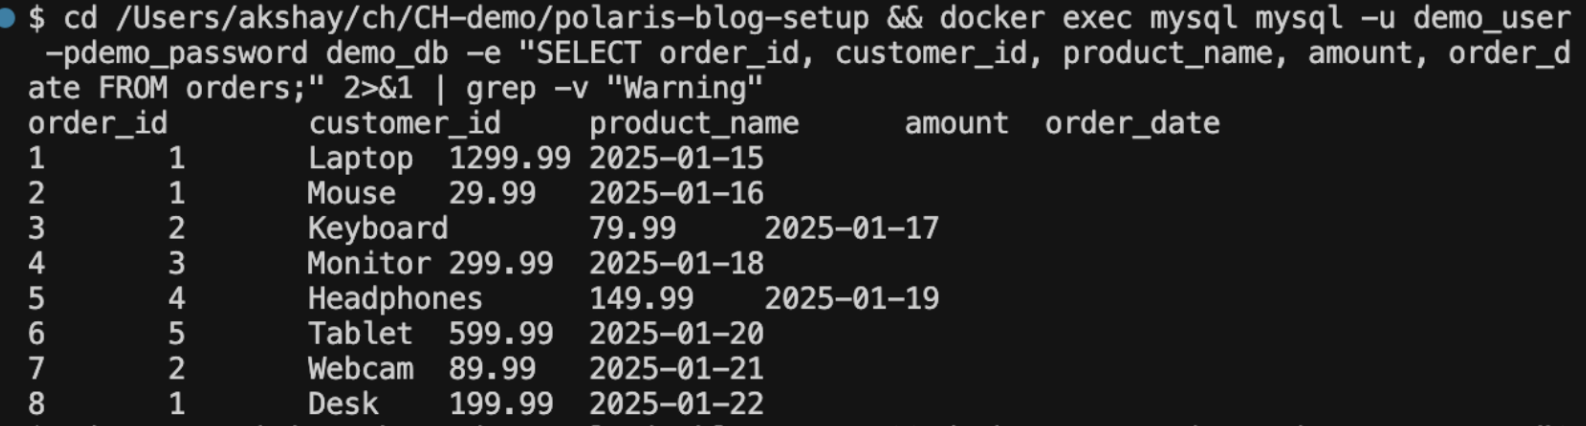 $ cd /Users/akshay/ch/CH-demo/polaris-blog-setup && docker exec mysql mysql -u demo_user
-pdemo_password demo_db -e "SELECT order_id, customer_id, product_name, amount, order_d
ate FROM orders;" 2>&1 | grep -v "Warning"
order_id customer_id product_name amount order_date
1 1 Laptop 1299.99 2025-01-15
2 1 Mouse 29.99 2025-01-16
3 2 Keyboard 79.99 2025-01-17
4 3 Monitor 299.99 2025-01-18
5 4 Headphones 149.99 2025-01-19
6 5 Tablet 599.99 2025-01-20
7 2 Webcam 89.99 2025-01-21
8 1 Desk 199.99 2025-01-22